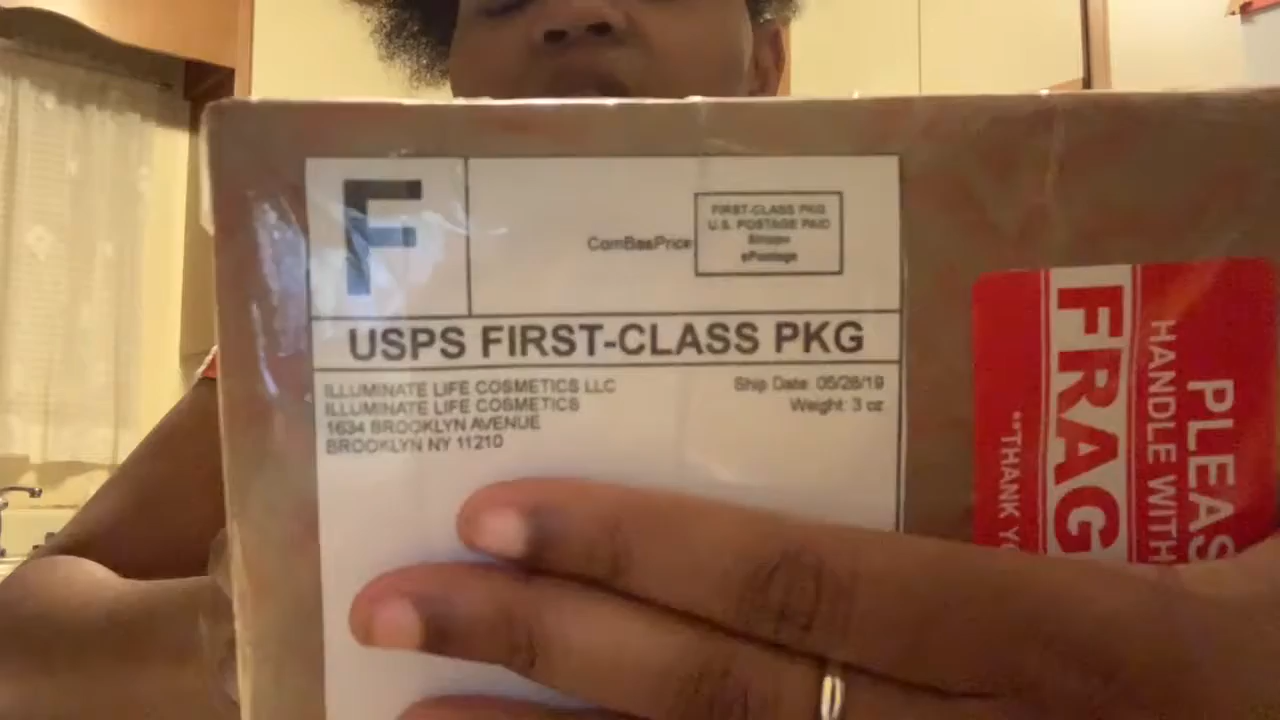 F
ComBasPrice
FIRST-CLASS PKG
U.S. POSTAGE PAID
ePostage
USPS FIRST-CLASS PKG
ILLUMINATE LIFE COSMETICS LLC
ILLUMINATE LIFE COSMETICS
1634 BROOKLYN AVENUE
BROOKLYN NY 11210
Ship Date: 05/28/19
Weight: 3 oz
PLEAS
HANDLE WITH
FRAG
**THANK YO